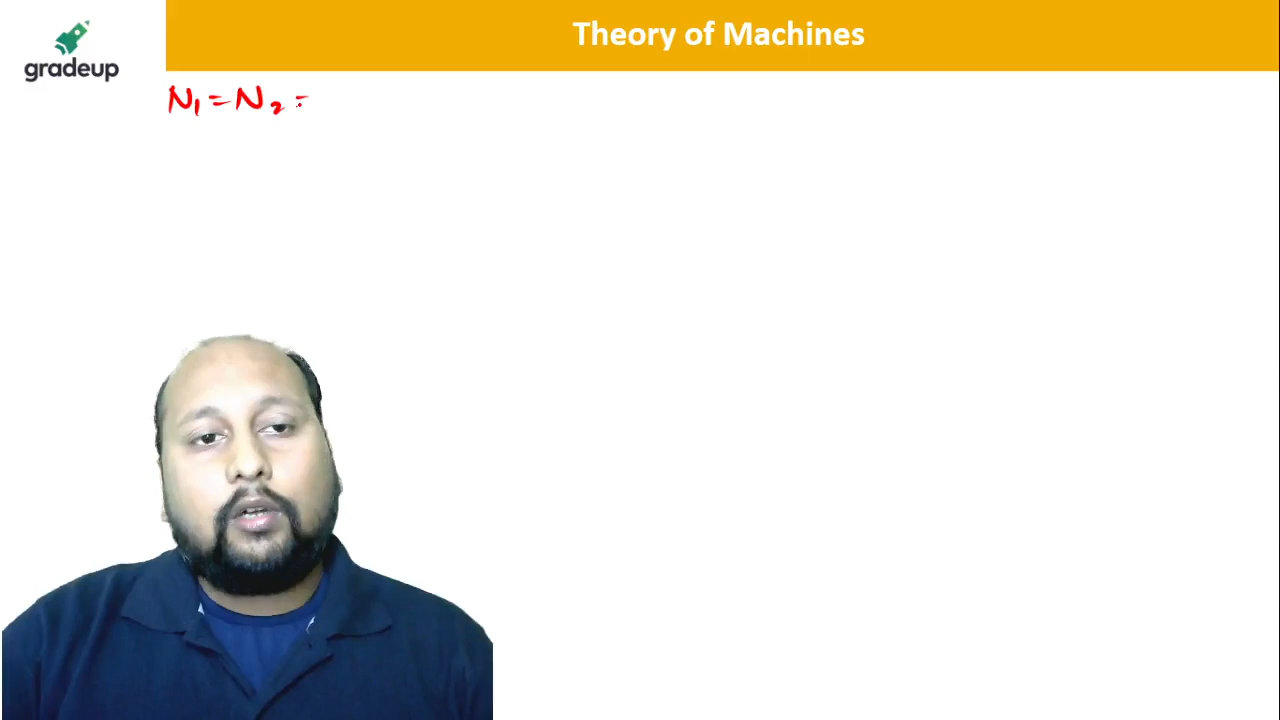 Theory of Machines
gradeup
N₁ = N₂ =